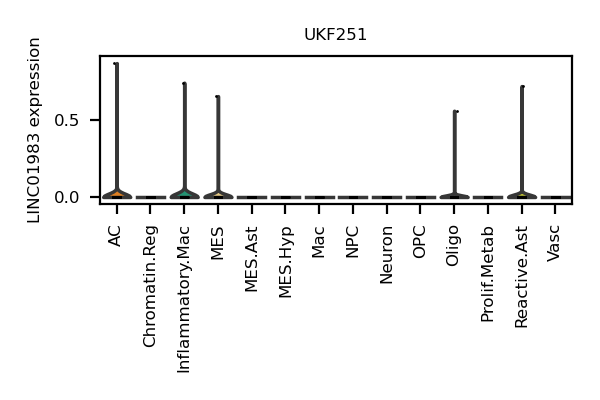 UKF251
LINC01983 expression
0.5
0.0
AC
Chromatin.Reg
Inflammatory.Mac
MES
MES.Ast
MES.Hyp
Mac
NPC
Neuron
OPC
Oligo
Prolif.Metab
Reactive.Ast
Vasc